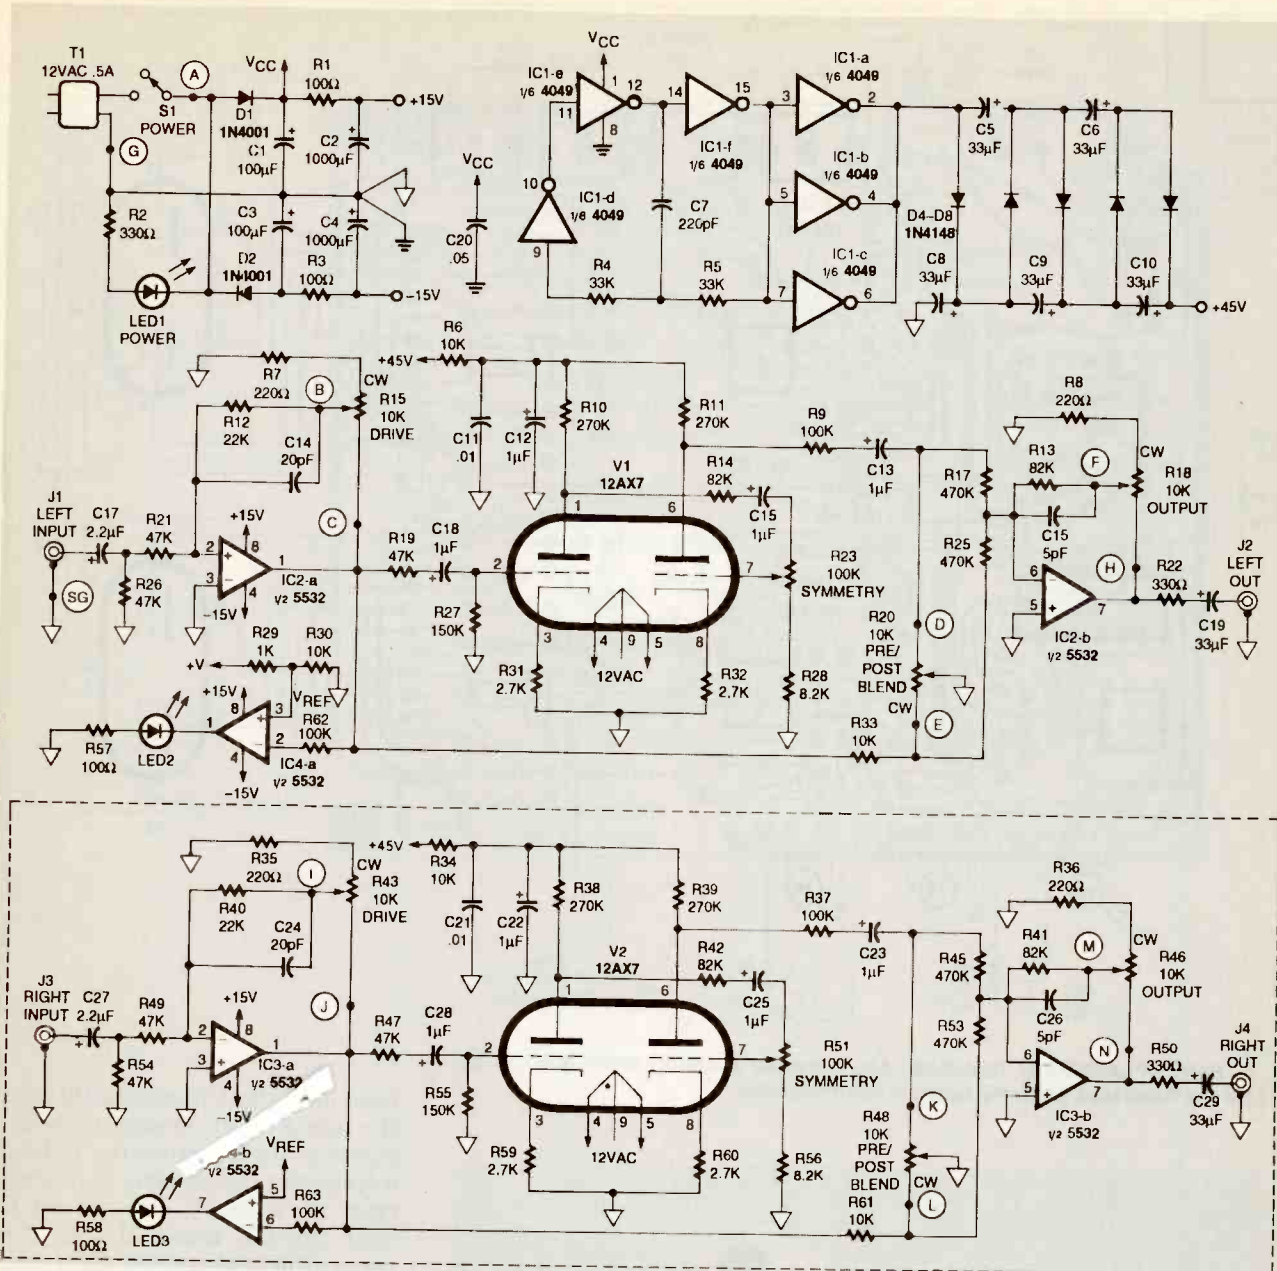 T1
12VAC .5A
S1
POWER
A
G
VCC
D1
1N4001
R1
100Ω
+15V
C1
100μF
C2
1000μF
R2
330Ω
C3
100μF
C4
1000μF
D2
1N4001
R3
100Ω
-15V
LED1
POWER
VCC
C20
.05
VCC
IC1-e
1/6 4049
11
12
1
8
10
IC1-d
1/6 4049
9
14
15
IC1-f
1/6 4049
C7
220pF
R4
33K
R5
33K
IC1-a
1/6 4049
3
2
IC1-b
1/6 4049
5
4
IC1-c
1/6 4049
7
6
C5
33μF
C6
33μF
D4-D8
1N4148
C8
33μF
C9
33μF
C10
33μF
+45V
R7
220Ω
B
CW
R15
10K
DRIVE
R12
22K
C14
20pF
C
J1
LEFT
INPUT
C17
2.2μF
R21
47K
SG
R26
47K
+15V
2
8
1
3
4
-15V
IC2-a
1/2 5532
+45V
R6
10K
C11
.01
C12
1μF
R10
270K
R11
270K
R9
100K
C13
1μF
V1
12AX7
R14
82K
C15
1μF
R19
47K
C18
1μF
R27
150K
1
6
2
7
3
4
9
5
8
12VAC
R31
2.7K
R32
2.7K
R23
100K
SYMMETRY
R28
8.2K
R17
470K
R25
470K
R20
10K
PRE/
POST
BLEND
CW
D
E
R33
10K
R8
220Ω
R13
82K
F
CW
R18
10K
OUTPUT
C15
5pF
6
5
7
IC2-b
1/2 5532
H
R22
330Ω
C19
33μF
J2
LEFT
OUT
+V
R29
1K
R30
10K
VREF
+15V
8
1
3
2
4
-15V
R62
100K
IC4-a
1/2 5532
LED2
R57
100Ω
R35
220Ω
I
CW
R43
10K
DRIVE
R40
22K
C24
20pF
J
J3
RIGHT
INPUT
C27
2.2μF
R49
47K
R54
47K
+15V
2
8
1
3
4
-15V
IC3-a
1/2 5532
+45V
R34
10K
C21
.01
C22
1μF
R38
270K
R39
270K
R37
100K
C23
1μF
V2
12AX7
R42
82K
C25
1μF
R47
47K
C28
1μF
R55
150K
1
6
2
7
3
4
9
5
8
12VAC
R59
2.7K
R60
2.7K
R51
100K
SYMMETRY
R56
8.2K
R45
470K
R53
470K
R48
10K
PRE/
POST
BLEND
CW
K
L
R61
10K
R36
220Ω
R41
82K
M
CW
R46
10K
OUTPUT
C26
5pF
6
5
7
IC3-b
1/2 5532
N
R50
330Ω
C29
33μF
J4
RIGHT
OUT
-b
1/2 5532
VREF
7
5
6
R63
100K
LED3
R58
100Ω